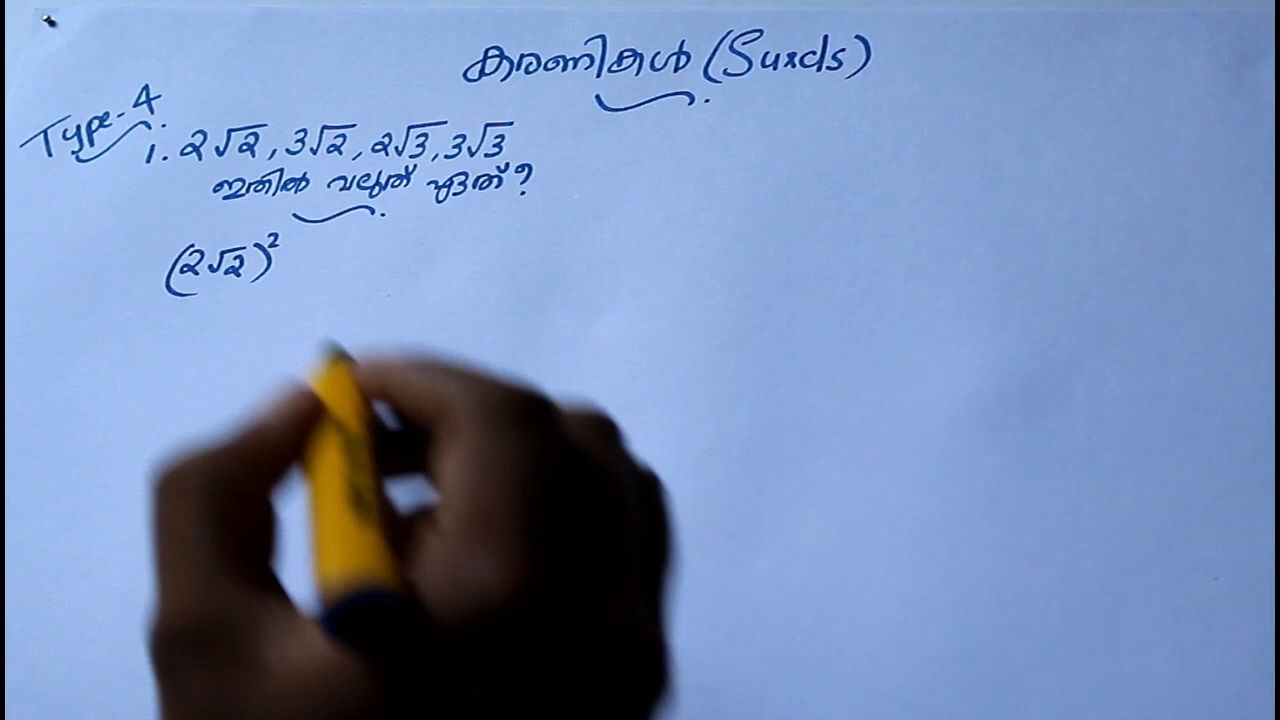 കരണികൾ (Surds)
Type-4
1. 2√2, 3√2, 2√3, 3√3
ഇതിൽ വലുത് ഏത്?
(2√2)²